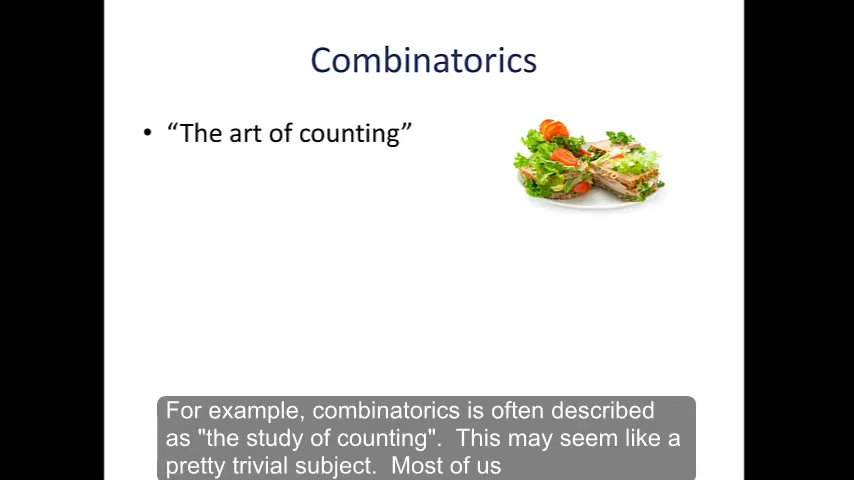 Combinatorics
• “The art of counting”
For example, combinatorics is often described
as "the study of counting".  This may seem like a
pretty trivial subject.  Most of us